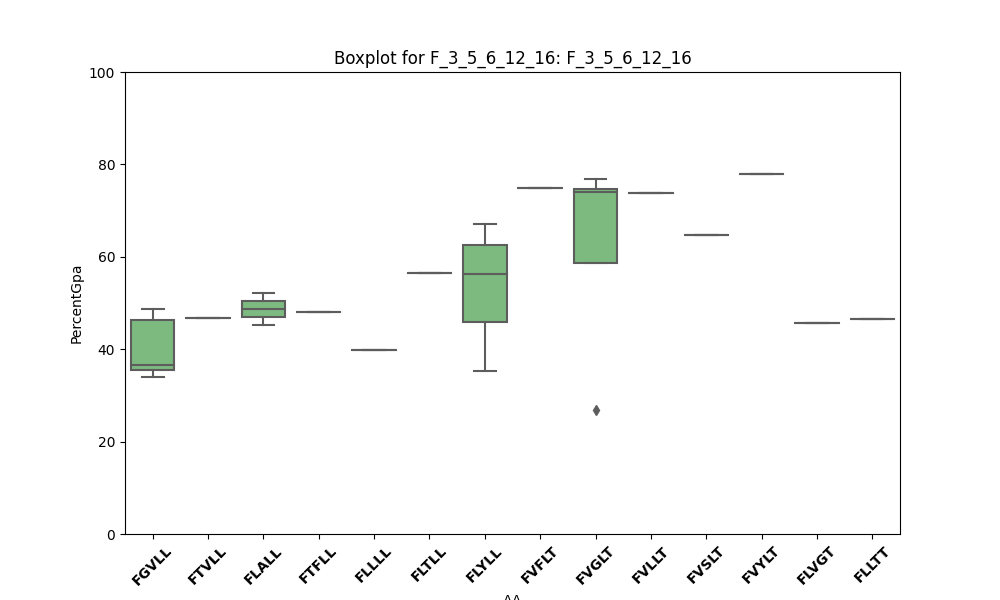 Boxplot for F_3_5_6_12_16: F_3_5_6_12_16
100
80
60
40
20
0
PercentGpa
FGVLL
FTVLL
FLALL
FTFLL
FLLLL
FLTLL
FLYLL
FVFLT
FVGLT
FVLLT
FVSLT
FVYLT
FLVGT
FLLTT
AA